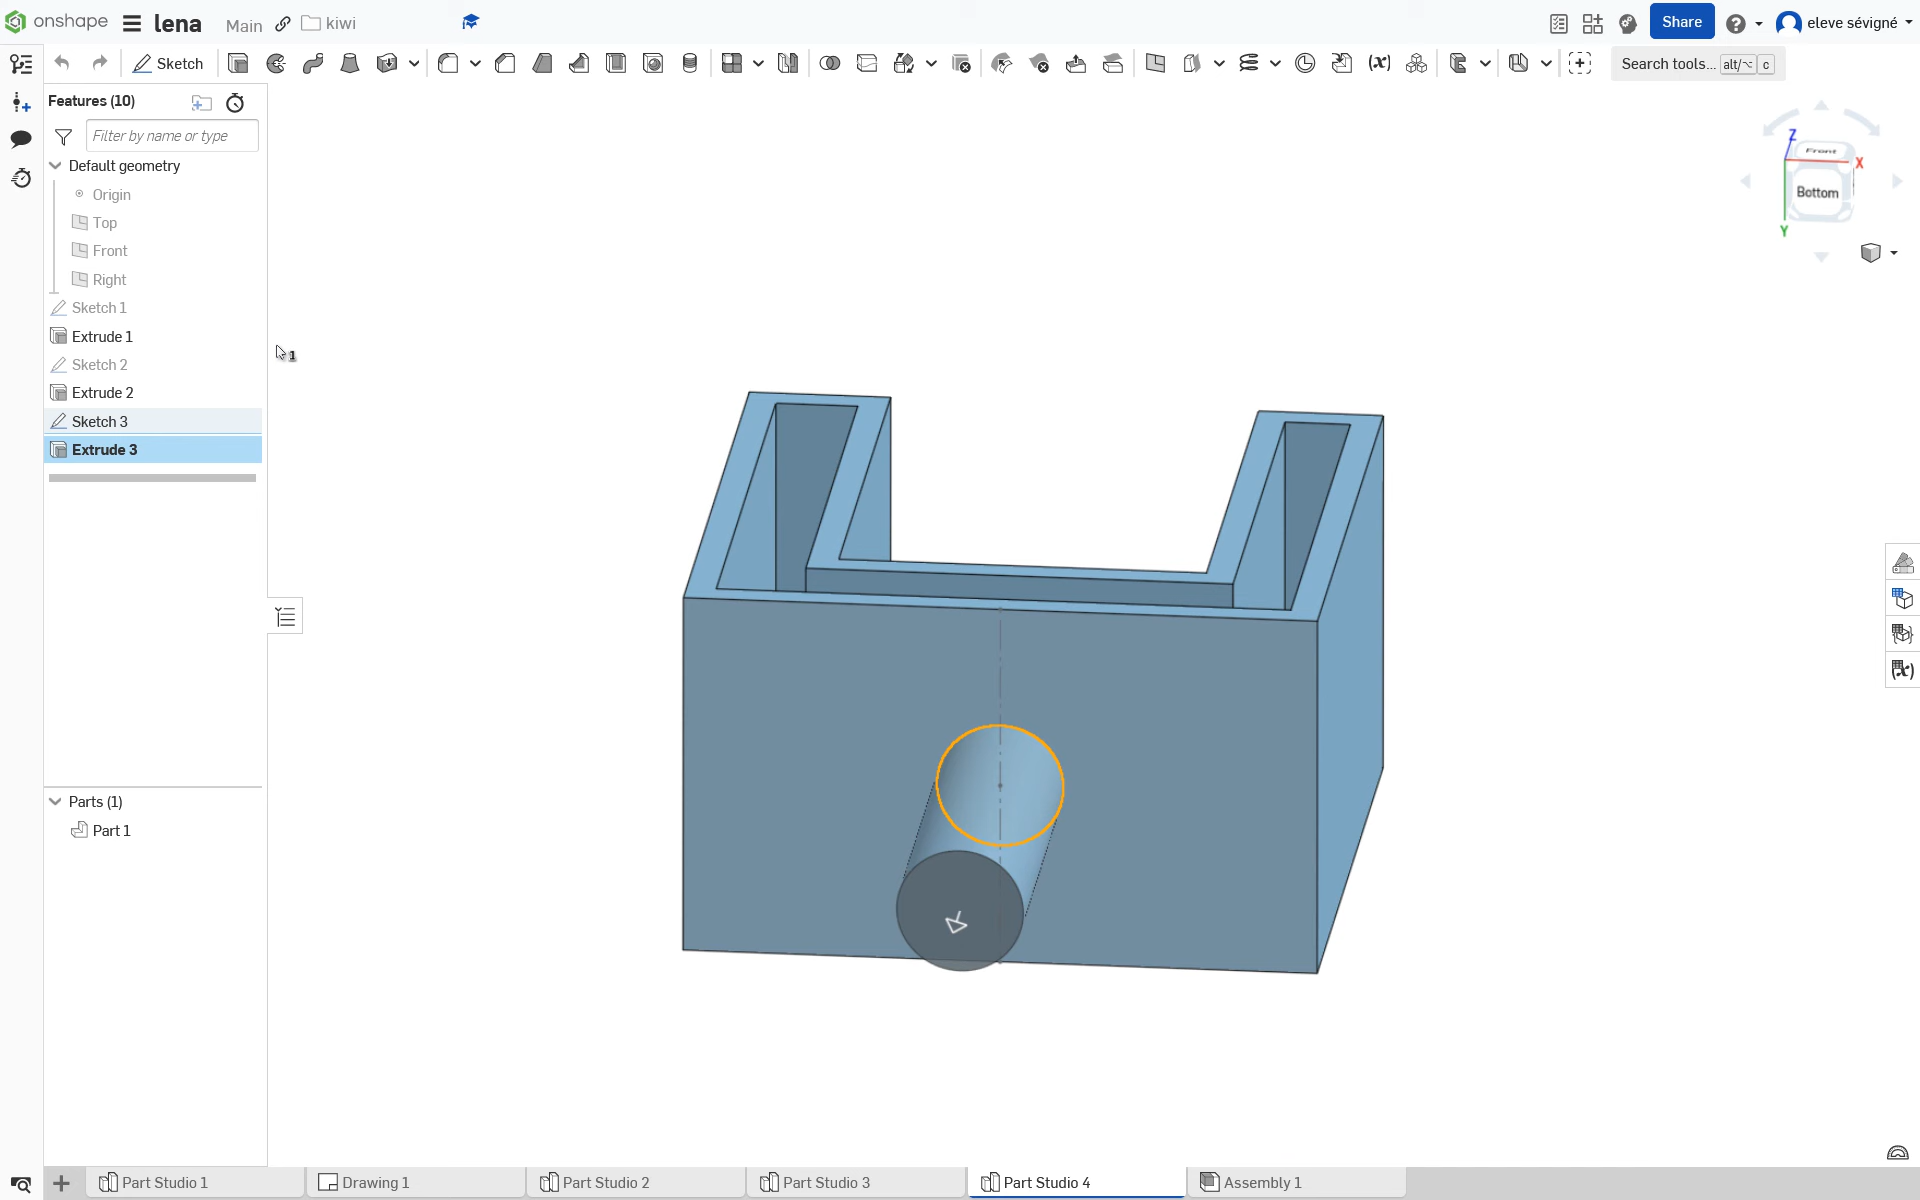 onshape lena Main kiwi Share eleve sévigné
Sketch Search tools... alt/⌥ c
Features (10)
Filter by name or type
Default geometry
Origin
Top
Front
Right
Sketch 1
Extrude 1
Sketch 2
Extrude 2
Sketch 3
Extrude 3
Parts (1)
Part 1
1
Z
Front
X
Bottom
Y
(x)
(x)
Part Studio 1
Drawing 1
Part Studio 2
Part Studio 3
Part Studio 4
Assembly 1